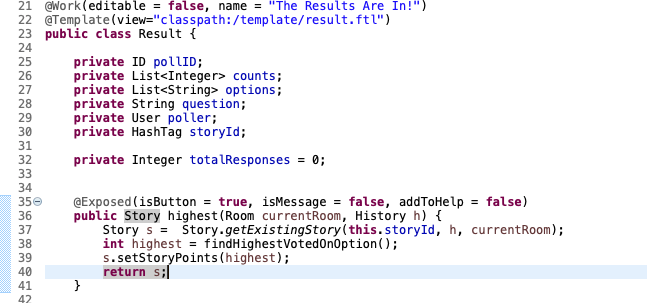 21 @Work(editable = false, name = "The Results Are In!")
22 @Template(view="classpath:/template/result.ftl")
23 public class Result {
24
25 private ID pollID;
26 private List<Integer> counts;
27 private List<String> options;
28 private String question;
29 private User poller;
30 private HashTag storyId;
31
32 private Integer totalResponses = 0;
33
34
35 @Exposed(isButton = true, isMessage = false, addToHelp = false)
36 public Story highest(Room currentRoom, History h) {
37 Story s = Story.getExistingStory(this.storyId, h, currentRoom);
38 int highest = findHighestVotedOnOption();
39 s.setStoryPoints(highest);
40 return s;
41 }
42